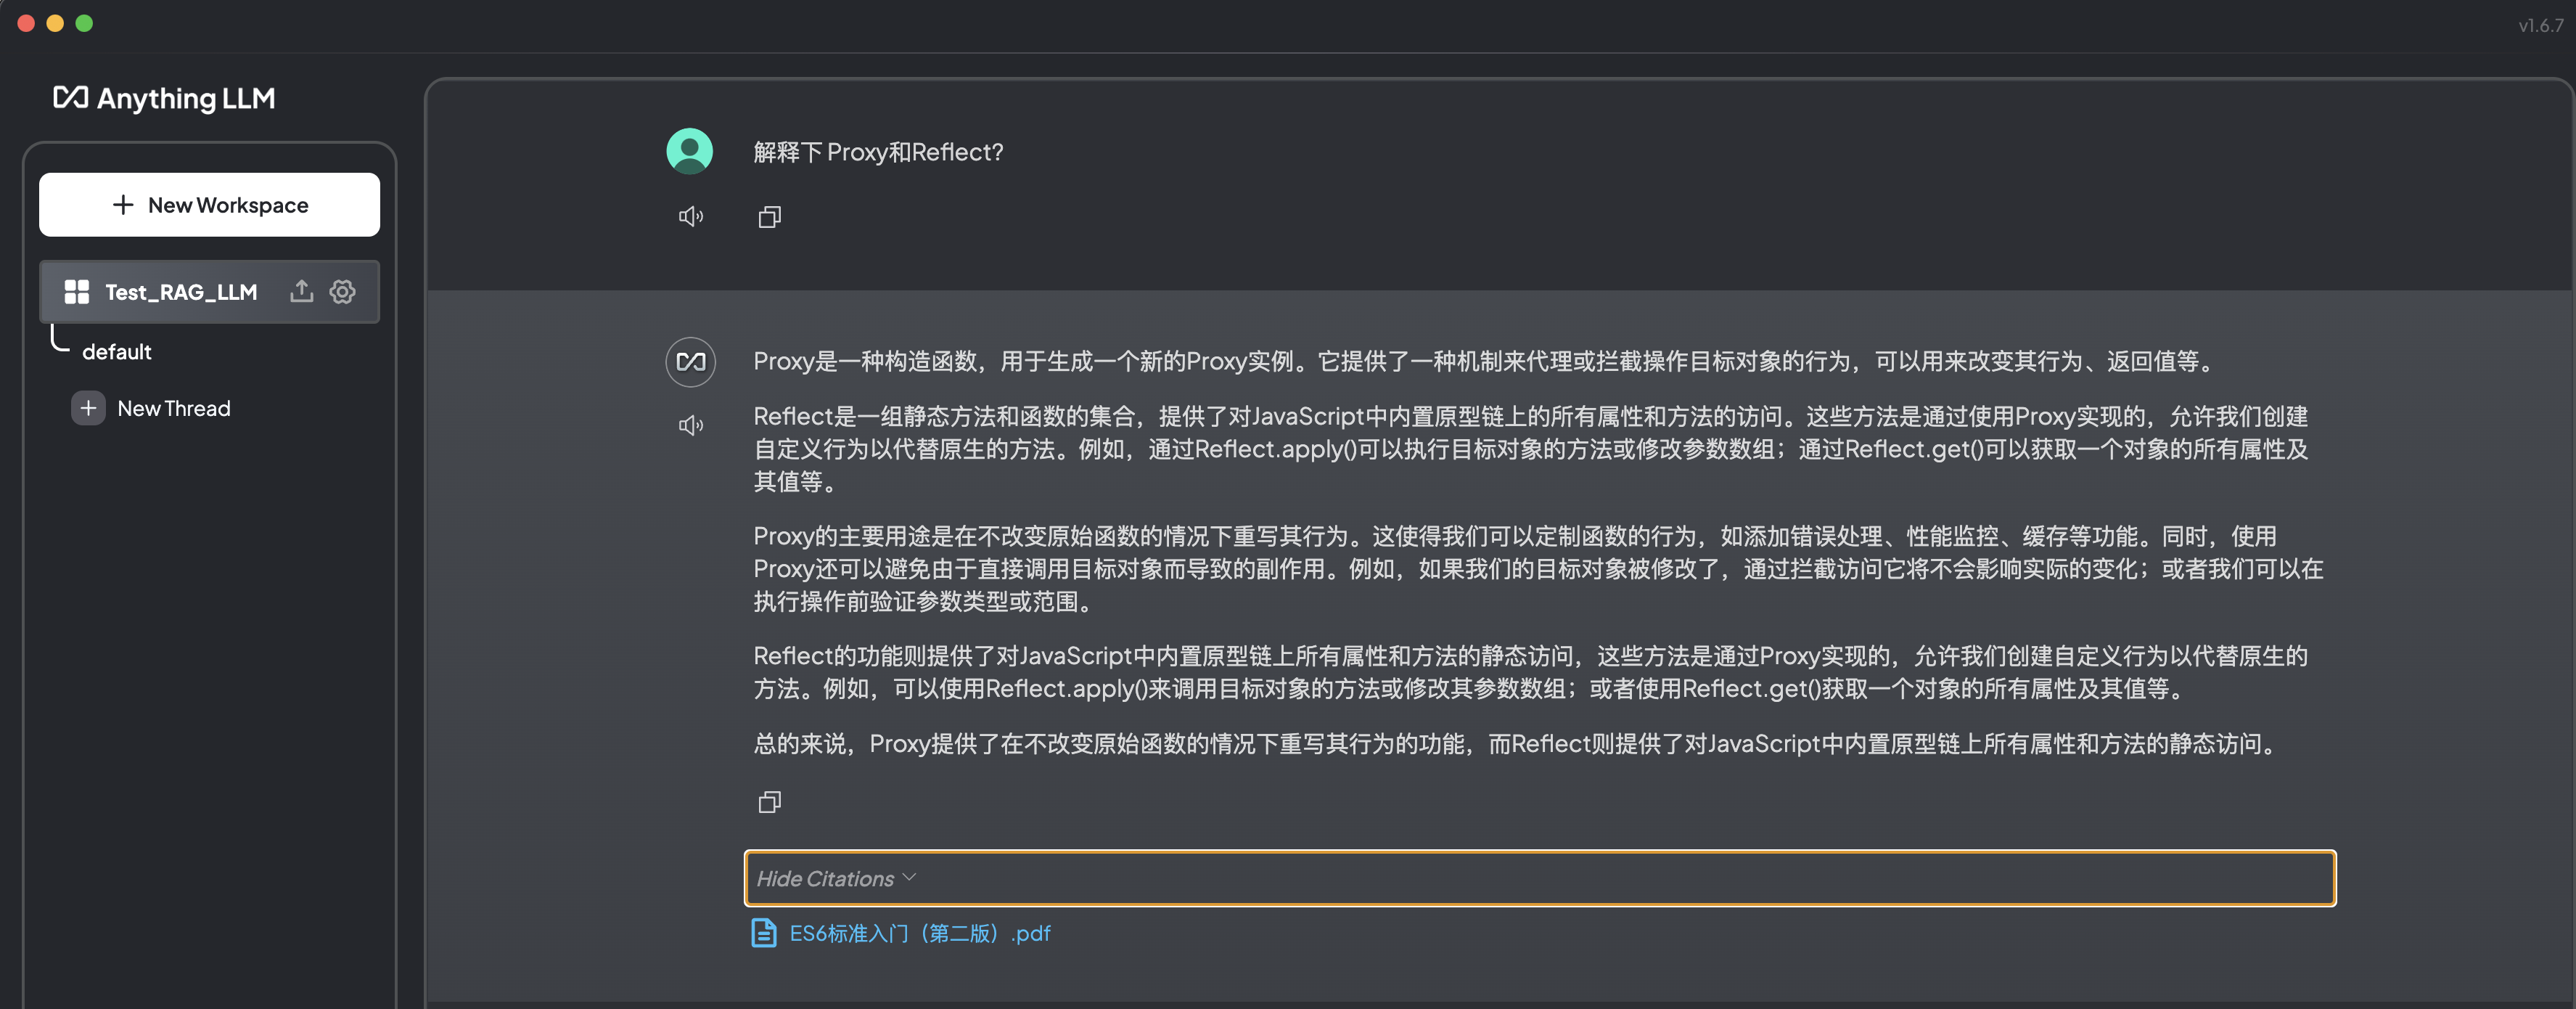 v1.6.7
Anything LLM
New Workspace
Test_RAG_LLM
default
New Thread
解释下 Proxy和Reflect?
Proxy是一种构造函数，用于生成一个新的Proxy实例。它提供了一种机制来代理或拦截操作目标对象的行为，可以用来改变其行为、返回值等。
Reflect是一组静态方法和函数的集合，提供了对JavaScript中内置原型链上的所有属性和方法的访问。这些方法是通过使用Proxy实现的，允许我们创建
自定义行为以代替原生的方法。例如，通过Reflect.apply()可以执行目标对象的方法或修改参数数组；通过Reflect.get()可以获取一个对象的所有属性及
其值等。
Proxy的主要用途是在不改变原始函数的情况下重写其行为。这使得我们可以定制函数的行为，如添加错误处理、性能监控、缓存等功能。同时，使用
Proxy还可以避免由于直接调用目标对象而导致的副作用。例如，如果我们的目标对象被修改了，通过拦截访问它将不会影响实际的变化；或者我们可以在
执行操作前验证参数类型或范围。
Reflect的功能则提供了对JavaScript中内置原型链上所有属性和方法的静态访问，这些方法是通过Proxy实现的，允许我们创建自定义行为以代替原生的
方法。例如，可以使用Reflect.apply()来调用目标对象的方法或修改其参数数组；或者使用Reflect.get()获取一个对象的所有属性及其值等。
总的来说，Proxy提供了在不改变原始函数的情况下重写其行为的功能，而Reflect则提供了对JavaScript中内置原型链上所有属性和方法的静态访问。
Hide Citations
ES6标准入门（第二版）.pdf